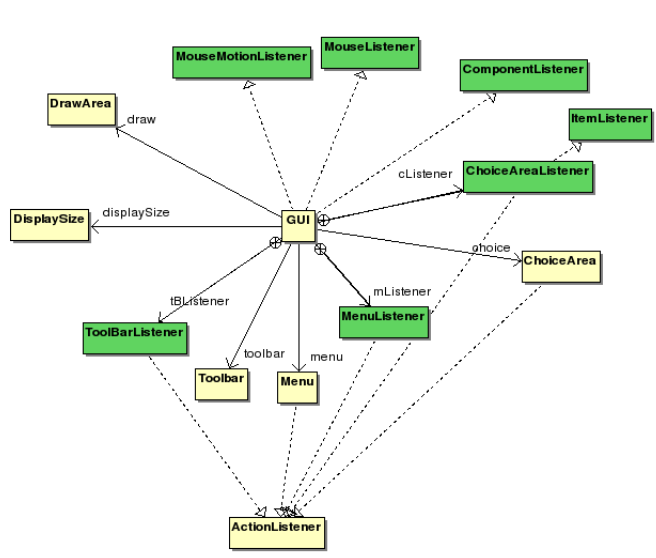 MouseMotionListener
MouseListener
ComponentListener
DrawArea
draw
ItemListener
cListener
ChoiceAreaListener
DisplaySize
displaySize
GUI
choice
ChoiceArea
tBListener
mListener
ToolBarListener
MenuListener
toolbar
menu
Toolbar
Menu
ActionListener